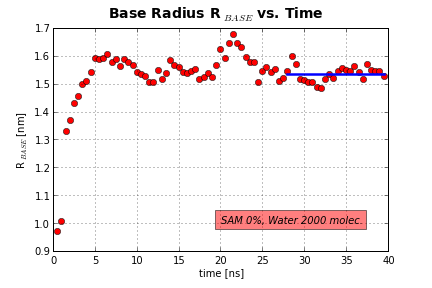 Base Radius R BASE vs. Time
R BASE [nm]
1.7
1.6
1.5
1.4
1.3
1.2
1.1
1.0
0.9
SAM 0%, Water 2000 molec.
0 5 10 15 20 25 30 35 40
time [ns]